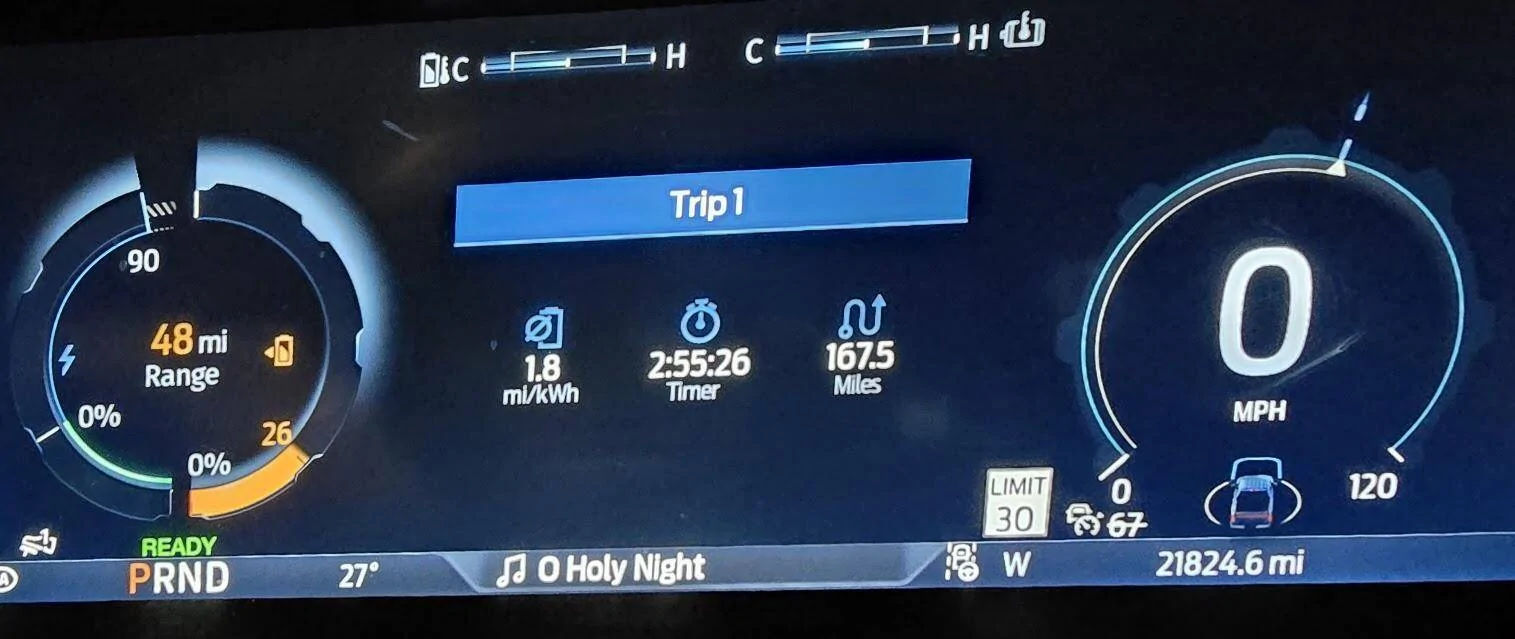 C H
C H
Trip 1
90
48 mi
Range
0%
26
0%
1.8
mi/kWh
2:55:26
Timer
167.5
Miles
0
MPH
0
120
LIMIT
30
67
READY
PRND
27°
O Holy Night
W
21824.6 mi
A